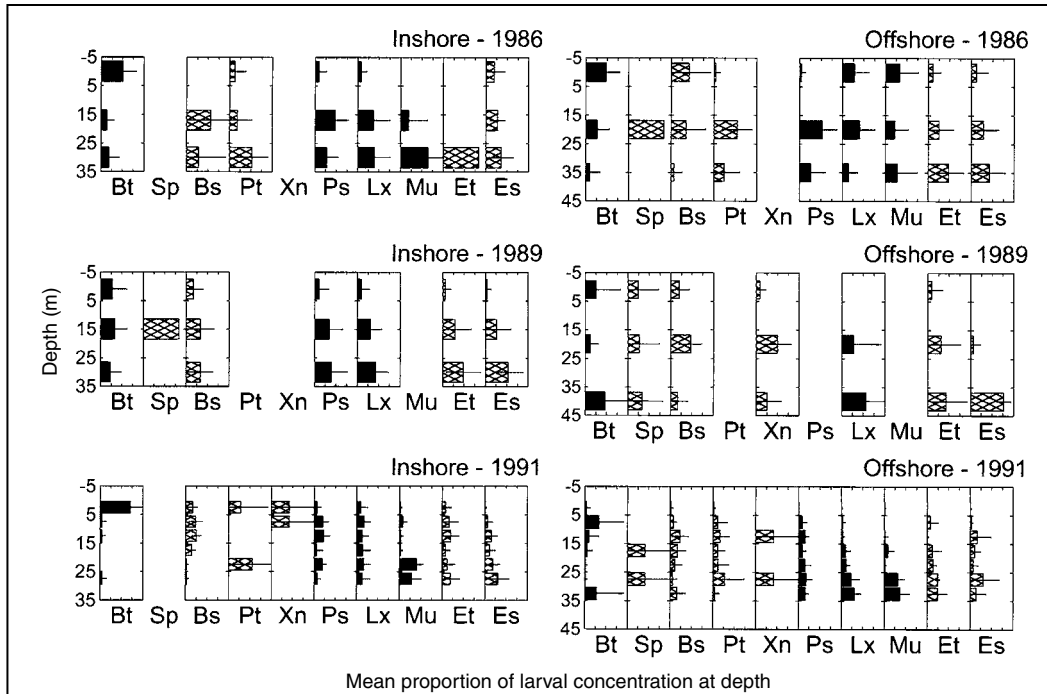 Inshore - 1986
-5
5
15
25
35
Bt Sp Bs Pt Xn Ps Lx Mu Et Es
Offshore - 1986
-5
5
15
25
35
45
Bt Sp Bs Pt Xn Ps Lx Mu Et Es
Depth (m)
Inshore - 1989
-5
5
15
25
35
Bt Sp Bs Pt Xn Ps Lx Mu Et Es
Offshore - 1989
-5
5
15
25
35
45
Bt Sp Bs Pt Xn Ps Lx Mu Et Es
Inshore - 1991
-5
5
15
25
35
Bt Sp Bs Pt Xn Ps Lx Mu Et Es
Offshore - 1991
-5
5
15
25
35
45
Bt Sp Bs Pt Xn Ps Lx Mu Et Es
Mean proportion of larval concentration at depth